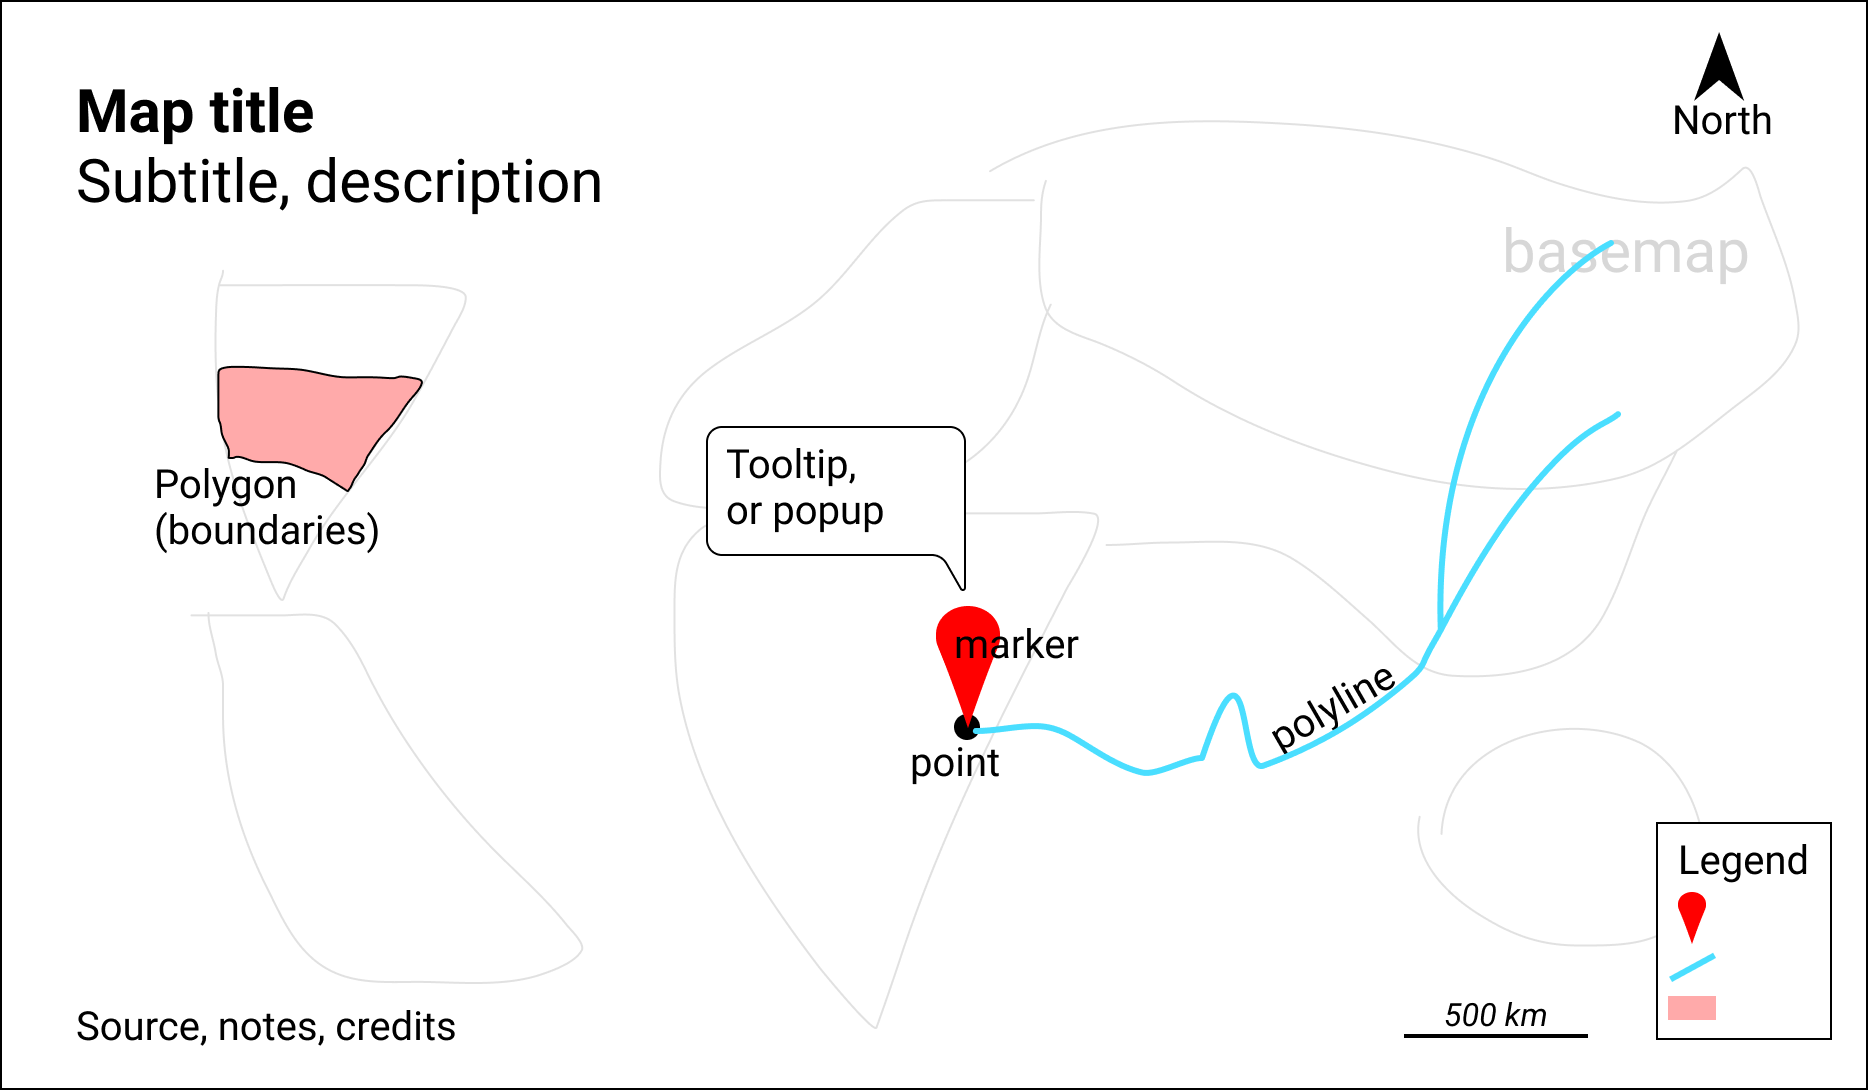 Map title
Subtitle, description
North
basemap
Tooltip,
or popup
Polygon
(boundaries)
marker
polyline
point
Legend
500 km
Source, notes, credits